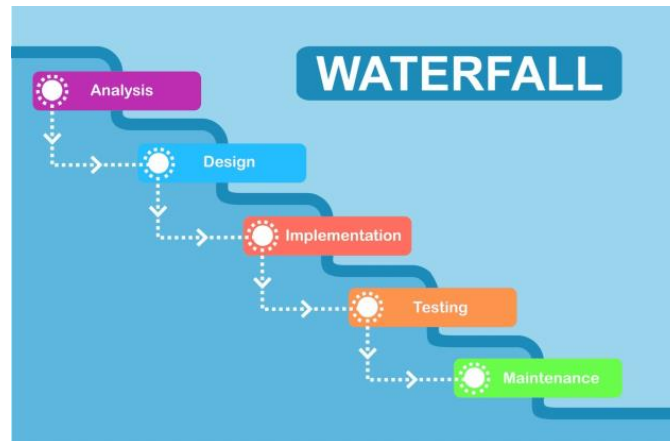 WATERFALL
Analysis
Design
Implementation
Testing
Maintenance